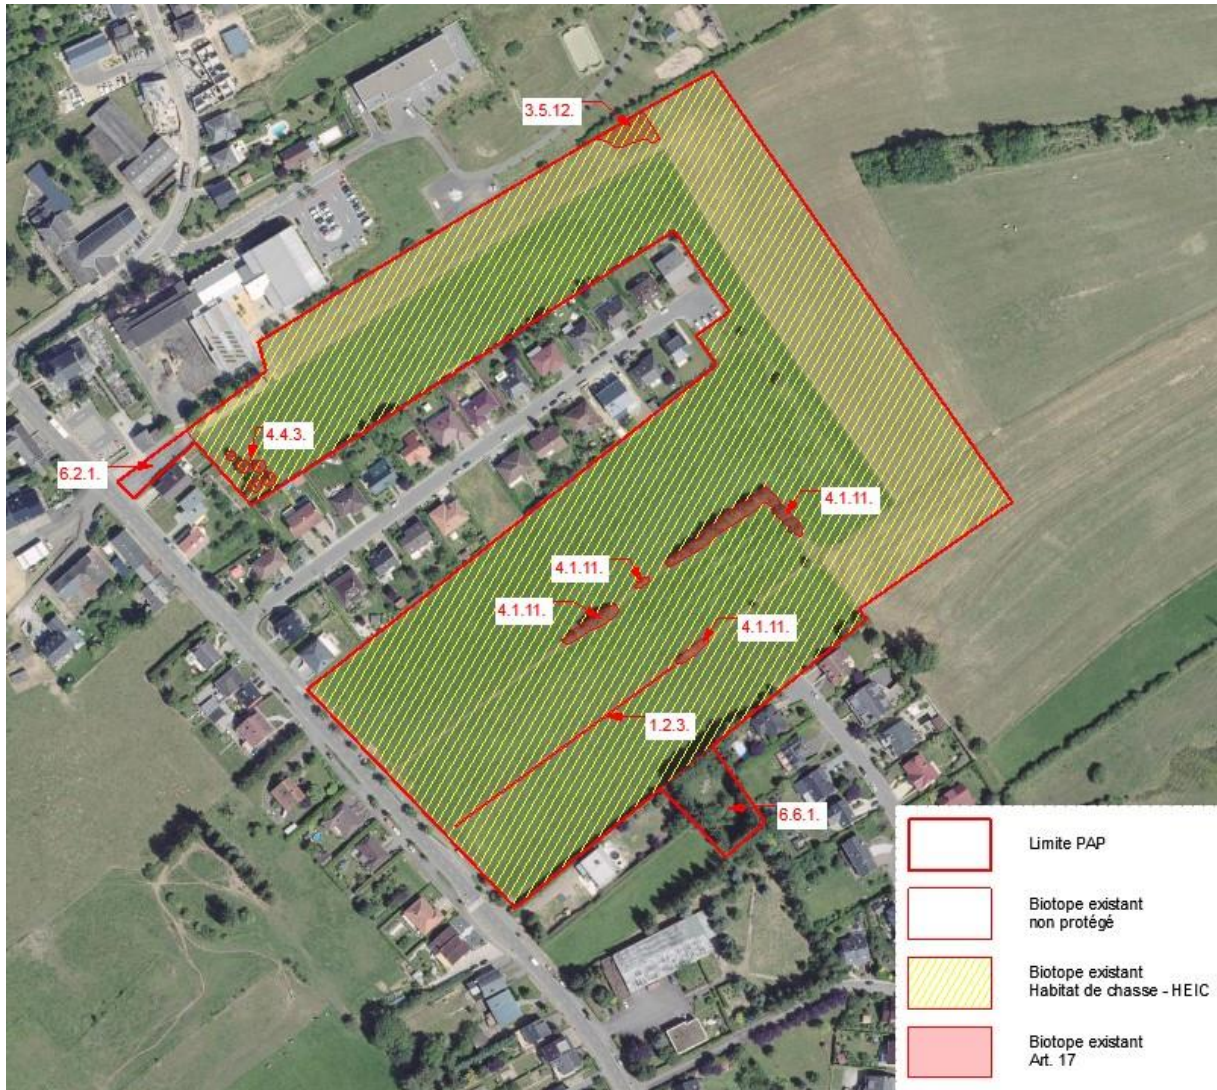 3.5.12.
4.4.3.
6.2.1.
4.1.11.
4.1.11.
4.1.11.
4.1.11.
1.2.3.
6.6.1.
Limite PAP
Biotope existant
non protégé
Biotope existant
Habitat de chasse - HEIC
Biotope existant
Art. 17